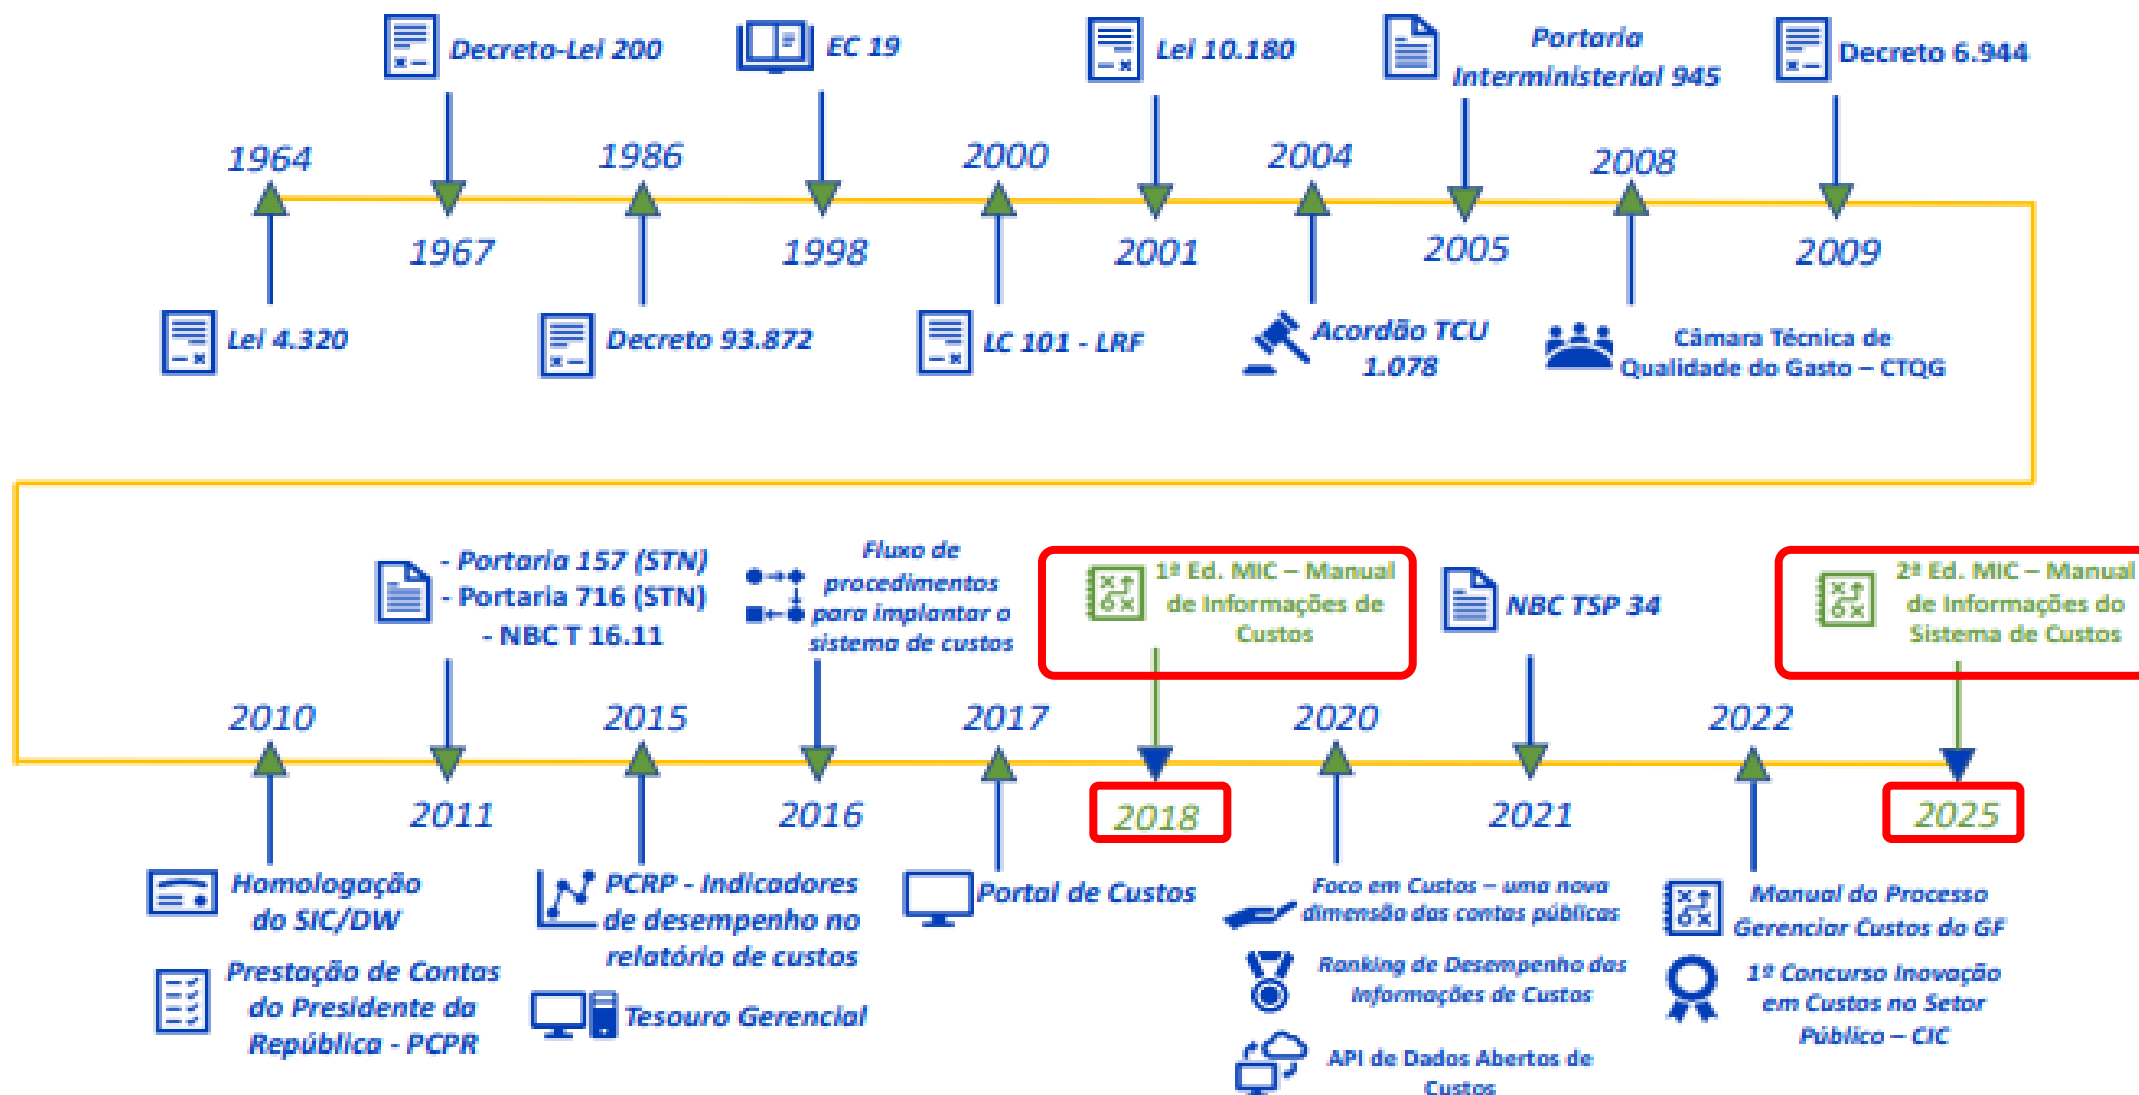 Decreto-Lei 200
EC 19
Lei 10.180
Portaria
Interministerial 945
Decreto 6.944
1964
1986
2000
2004
2008
1967
1998
2001
2005
2009
Lei 4.320
Decreto 93.872
LC 101 - LRF
Acordão TCU
1.078
Câmara Técnica de
Qualidade do Gasto – CTQG
- Portaria 157 (STN)
- Portaria 716 (STN)
- NBC T 16.11
Fluxo de
procedimentos
para implantar o
sistema de custos
1ª Ed. MIC – Manual
de Informações de
Custos
NBC TSP 34
2ª Ed. MIC – Manual
de Informações do
Sistema de Custos
2010
2015
2017
2020
2022
2011
2016
2018
2021
2025
Homologação
do SIC/DW
Prestação de Contas
do Presidente da
República - PCPR
PCRP - Indicadores
de desempenho no
relatório de custos
Tesouro Gerencial
Portal de Custos
Foco em Custos – uma nova
dimensão das contas públicas
Ranking de Desempenho das
Informações de Custos
API de Dados Abertos de
Custos
Manual do Processo
Gerenciar Custos do GF
1º Concurso Inovação
em Custos no Setor
Público – CIC